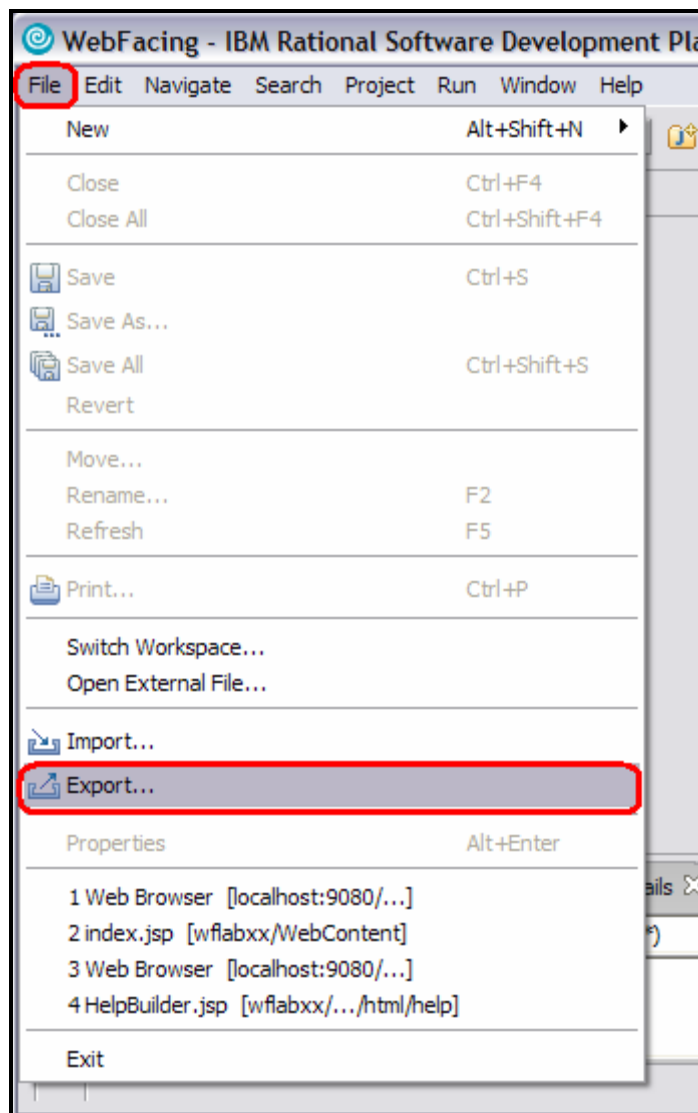 WebFacing - IBM Rational Software Development Pla
File Edit Navigate Search Project Run Window Help
New Alt+Shift+N
Close Ctrl+F4
Close All Ctrl+Shift+F4
Save Ctrl+S
Save As...
Save All Ctrl+Shift+S
Revert
Move...
Rename... F2
Refresh F5
Print... Ctrl+P
Switch Workspace...
Open External File...
Import...
Export...
Properties Alt+Enter
1 Web Browser [localhost:9080/...]
ails
2 index.jsp [wflabxx/WebContent]
*)
3 Web Browser [localhost:9080/...]
4 HelpBuilder.jsp [wflabxx/.../html/help]
Exit